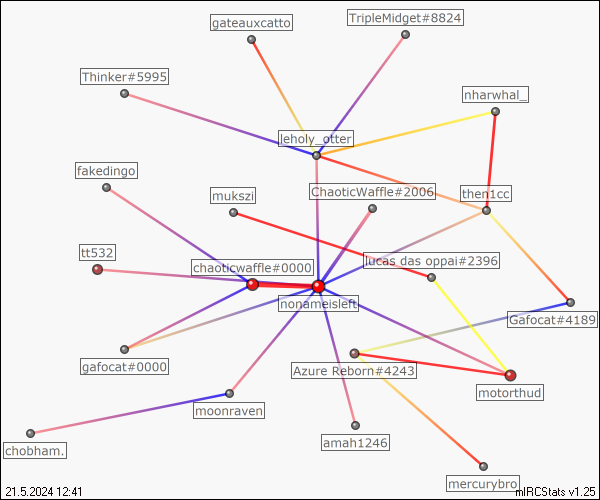 TripleMidget#8824
gateauxcatto
Thinker#5995
nharwhal_
leholy_otter
fakedingo
mukszi
ChaoticWaffle#2006
then1cc
tt532
chaoticwaffle#0000
lucas das oppai#2396
nonameisleft
Gafocat#4189
gafocat#0000
Azure Reborn#4243
motorthud
moonraven
amah1246
chobham.
mercurybro
21.5.2024 12:41
mIRCStats v1.25